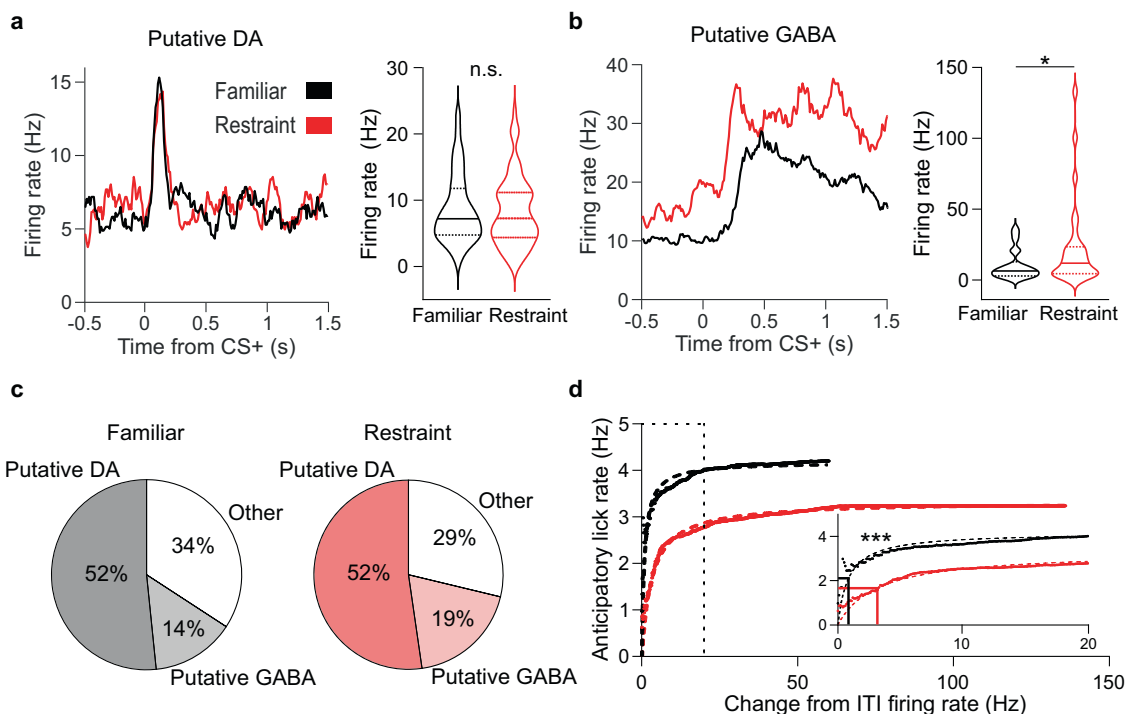 a
Putative DA
Firing rate (Hz)
15
10
5
0
-0.5
0
0.5
1
1.5
Time from CS+ (s)
Familiar
Restraint
n.s.
Firing rate (Hz)
30
20
10
0
Familiar
Restraint
b
Putative GABA
Firing rate (Hz)
40
30
20
10
0
-0.5
0
0.5
1
1.5
Time from CS+ (s)
*
Firing rate (Hz)
150
100
50
0
Familiar
Restraint
c
Familiar
Putative DA
Other
34%
52%
14%
Putative GABA
Restraint
Putative DA
Other
29%
52%
19%
Putative GABA
d
Anticipatory lick rate (Hz)
5
4
3
2
1
0
0
50
100
150
Change from ITI firing rate (Hz)
***
4
2
0
0
10
20